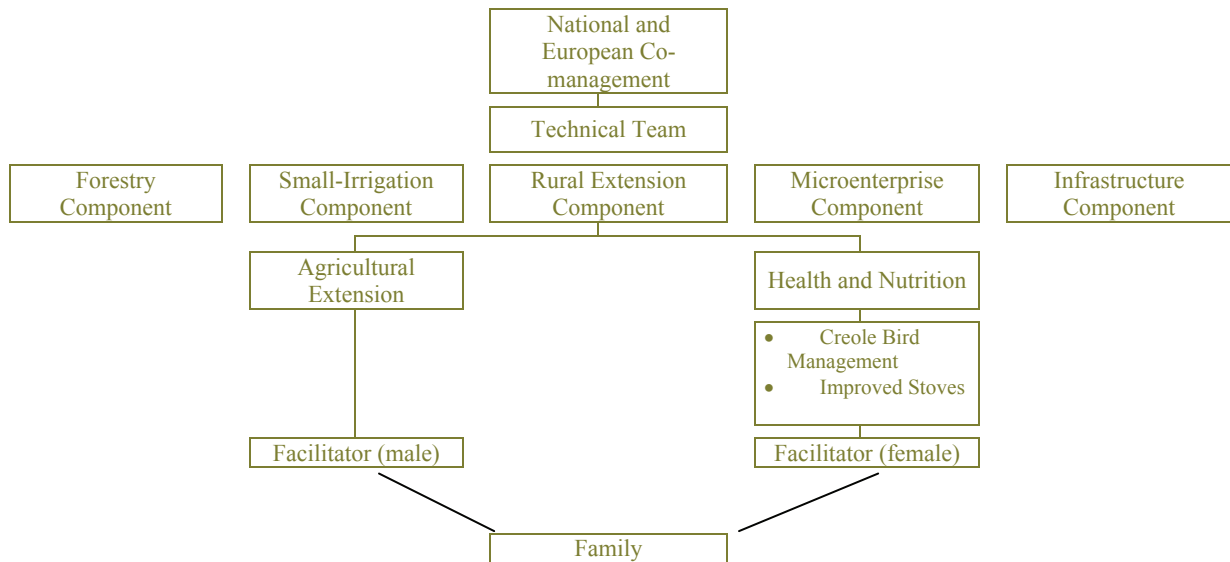 National and
European Co-
management
Technical Team
Forestry
Component
Small-Irrigation
Component
Rural Extension
Component
Microenterprise
Component
Infrastructure
Component
Agricultural
Extension
Health and Nutrition
• Creole Bird
Management
• Improved Stoves
Facilitator (male)
Facilitator (female)
Family